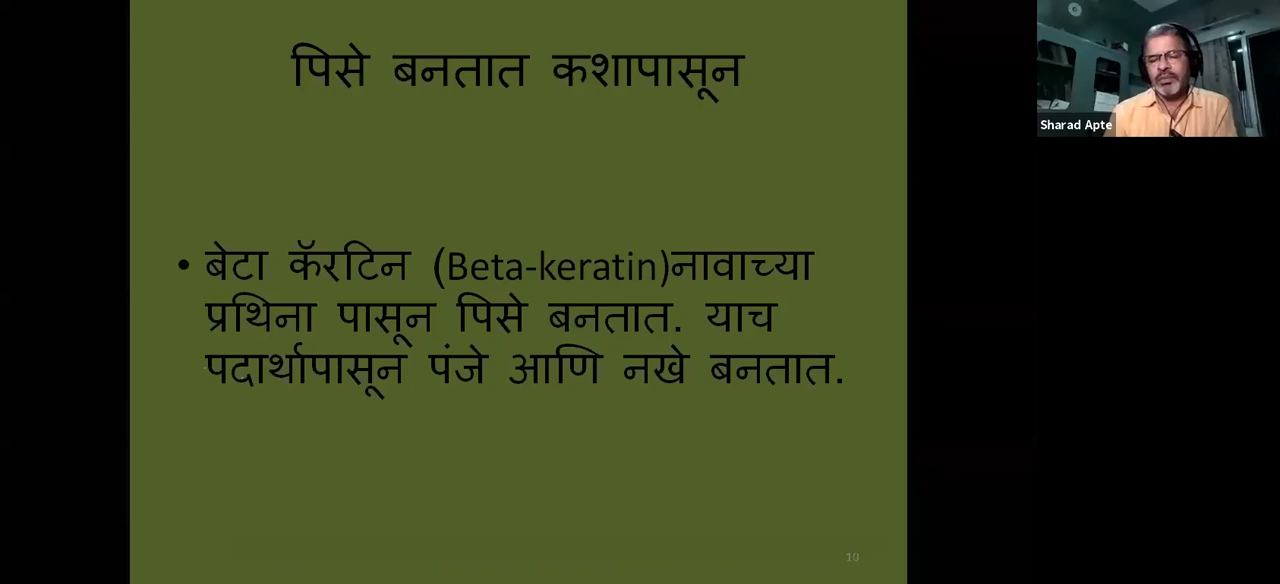 पिसे बनतात कशापासून
Sharad Apte
• बेटा कॅरटिन (Beta-keratin)नावाच्या
प्रथिना पासून पिसे बनतात. याच
पदार्थापासून पंजे आणि नखे बनतात.
10